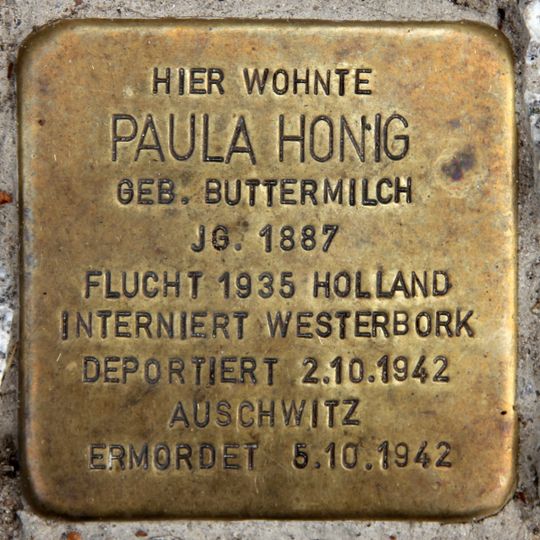 HIER WOHNTE
PAULA HONIG
GEB. BUTTERMILCH
JG. 1887
FLUCHT 1935 HOLLAND
INTERNIERT WESTERBORK
DEPORTIERT 2.10.1942
AUSCHWITZ
ERMORDET 5.10.1942